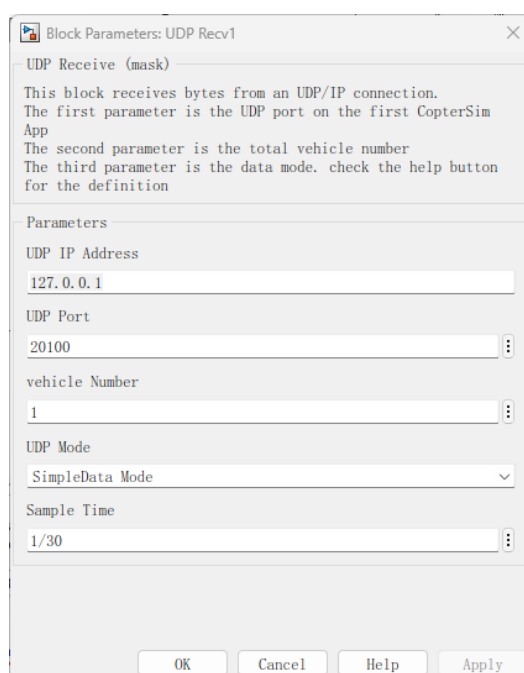 Block Parameters: UDP Recv1
UDP Receive (mask)
This block receives bytes from an UDP/IP connection.
The first parameter is the UDP port on the first CopterSim
App
The second parameter is the total vehicle number
The third parameter is the data mode. check the help button
for the definition
Parameters
UDP IP Address
127.0.0.1
UDP Port
20100
vehicle Number
1
UDP Mode
SimpleData Mode
Sample Time
1/30
OK Cancel Help Apply